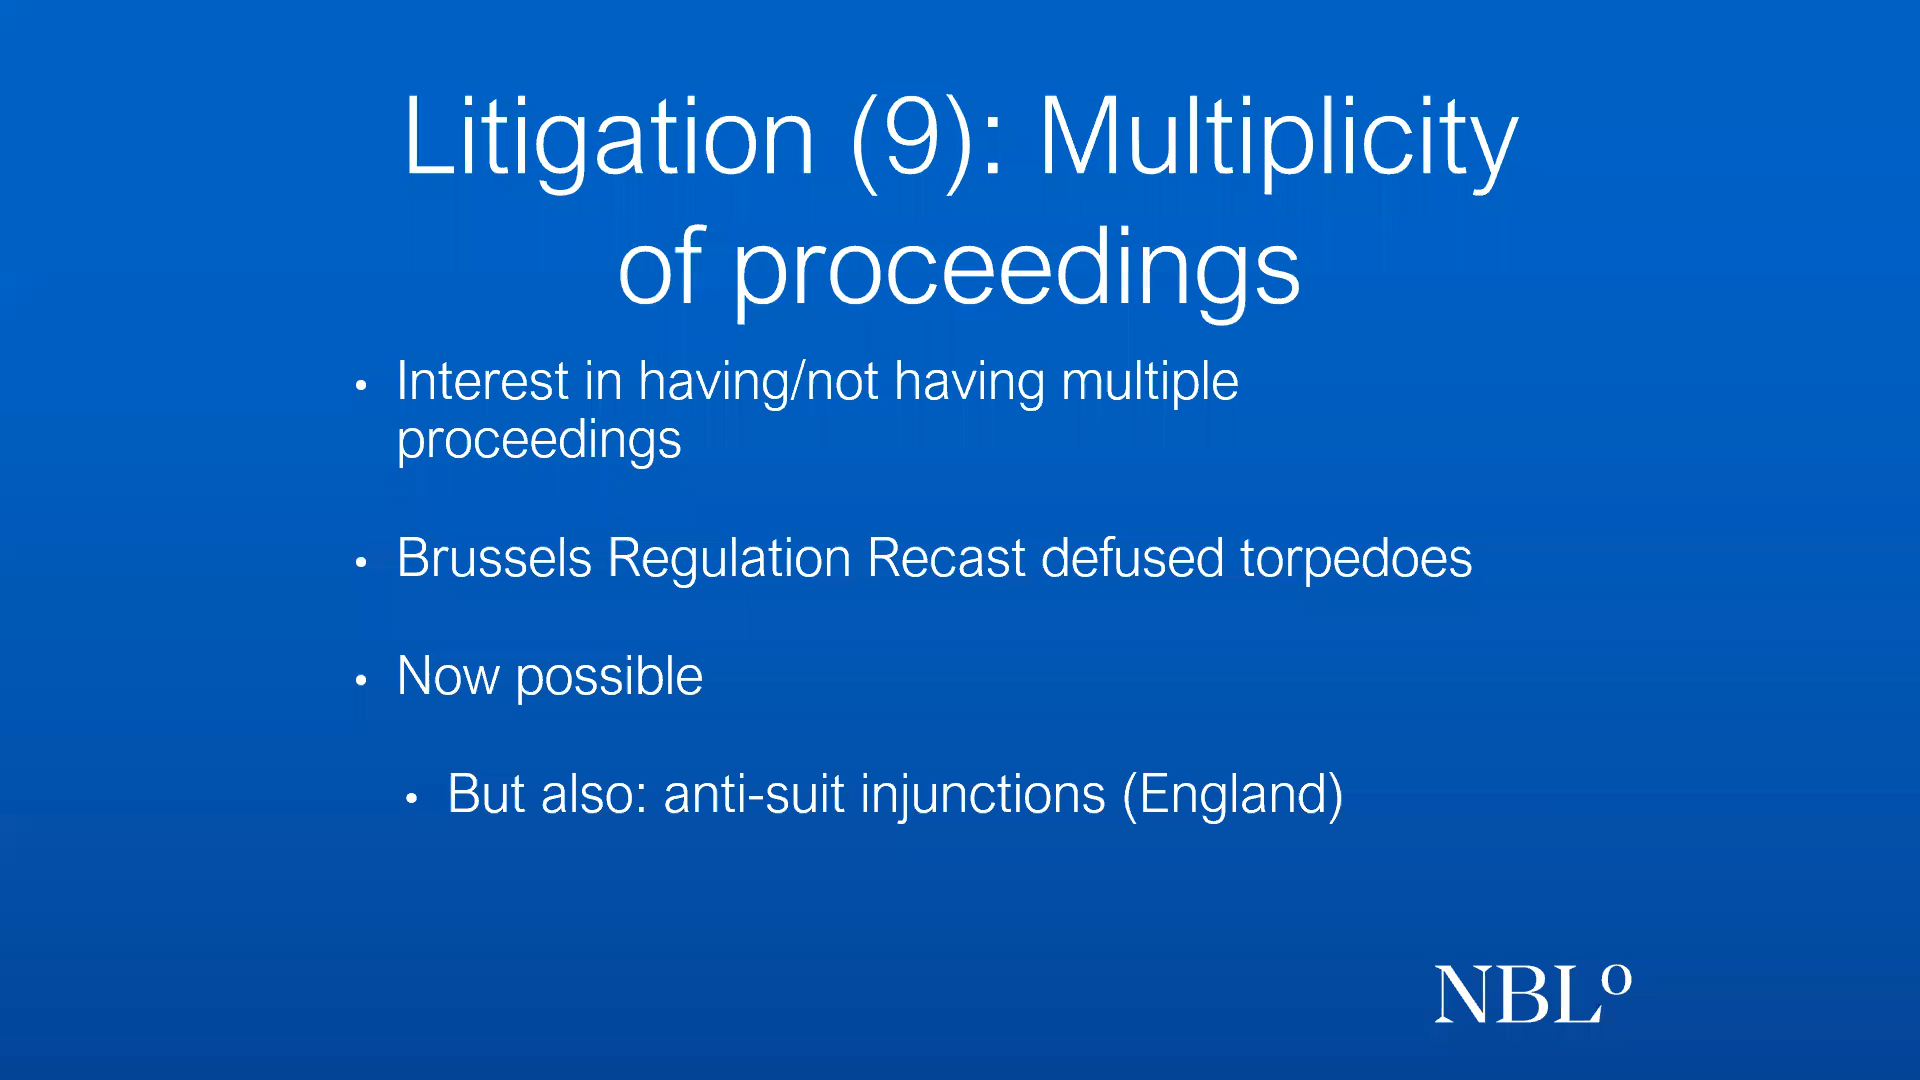 Litigation (9): Multiplicity
of proceedings
• Interest in having/not having multiple
proceedings
• Brussels Regulation Recast defused torpedoes
• Now possible
• But also: anti-suit injunctions (England)
NBLº